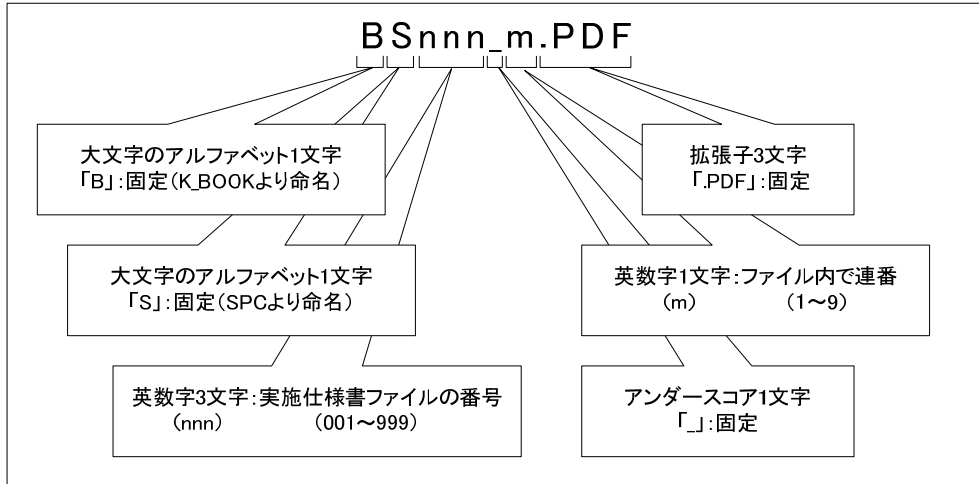 BSnnn_m.PDF
大文字のアルファベット1文字
「B」:固定(K_BOOKより命名)
拡張子3文字
「.PDF」:固定
大文字のアルファベット1文字
「S」:固定(SPCより命名)
英数字1文字:ファイル内で連番
(m) (1～9)
英数字3文字:実施仕様書ファイルの番号
(nnn) (001～999)
アンダースコア1文字
「_」:固定